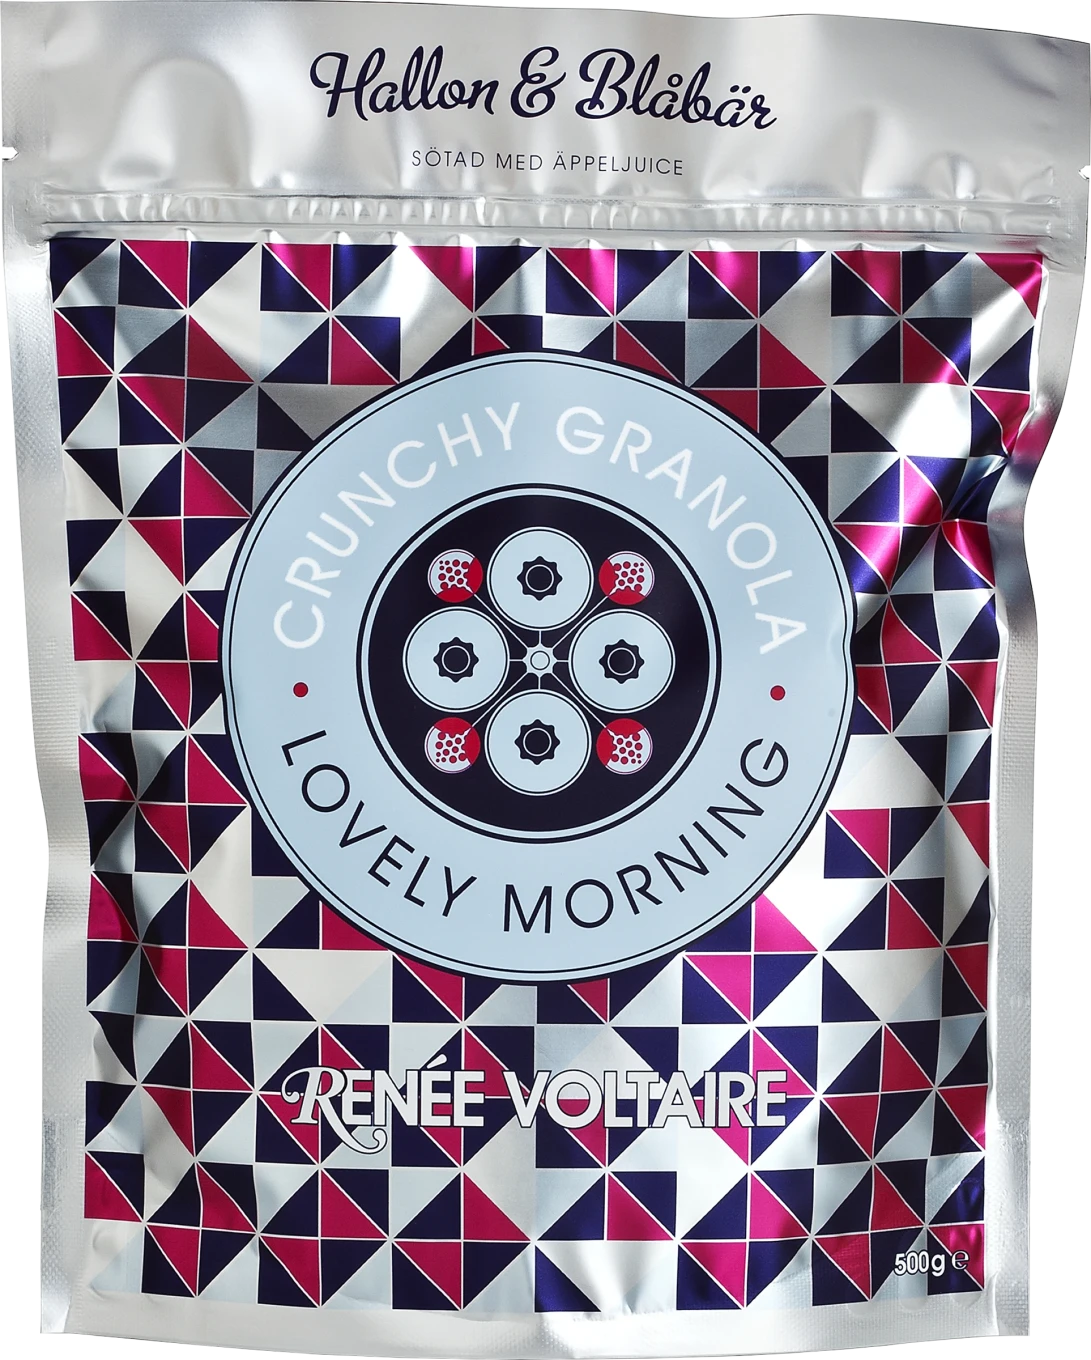 Hallon & Blåbär
SÖTAD MED ÄPPELJUICE
CRUNCHY GRANOLA
LOVELY MORNING
RENÉE VOLTAIRE
500g ℮